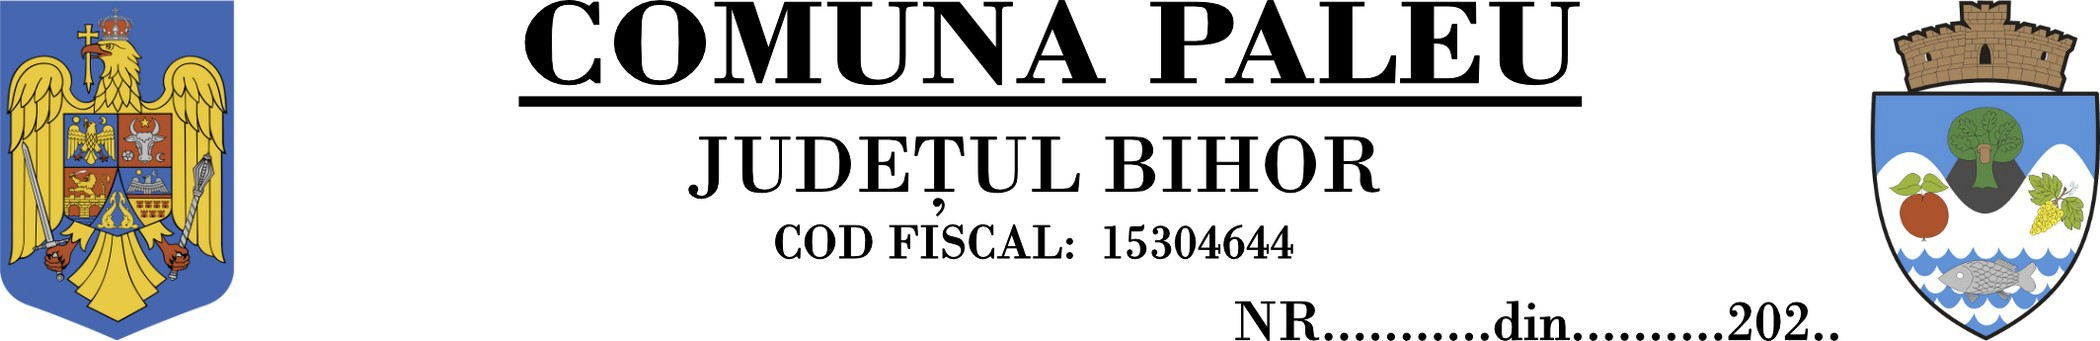 COMUNA PALEU
JUDEȚUL BIHOR
COD FISCAL: 15304644
NR...........din..........202..